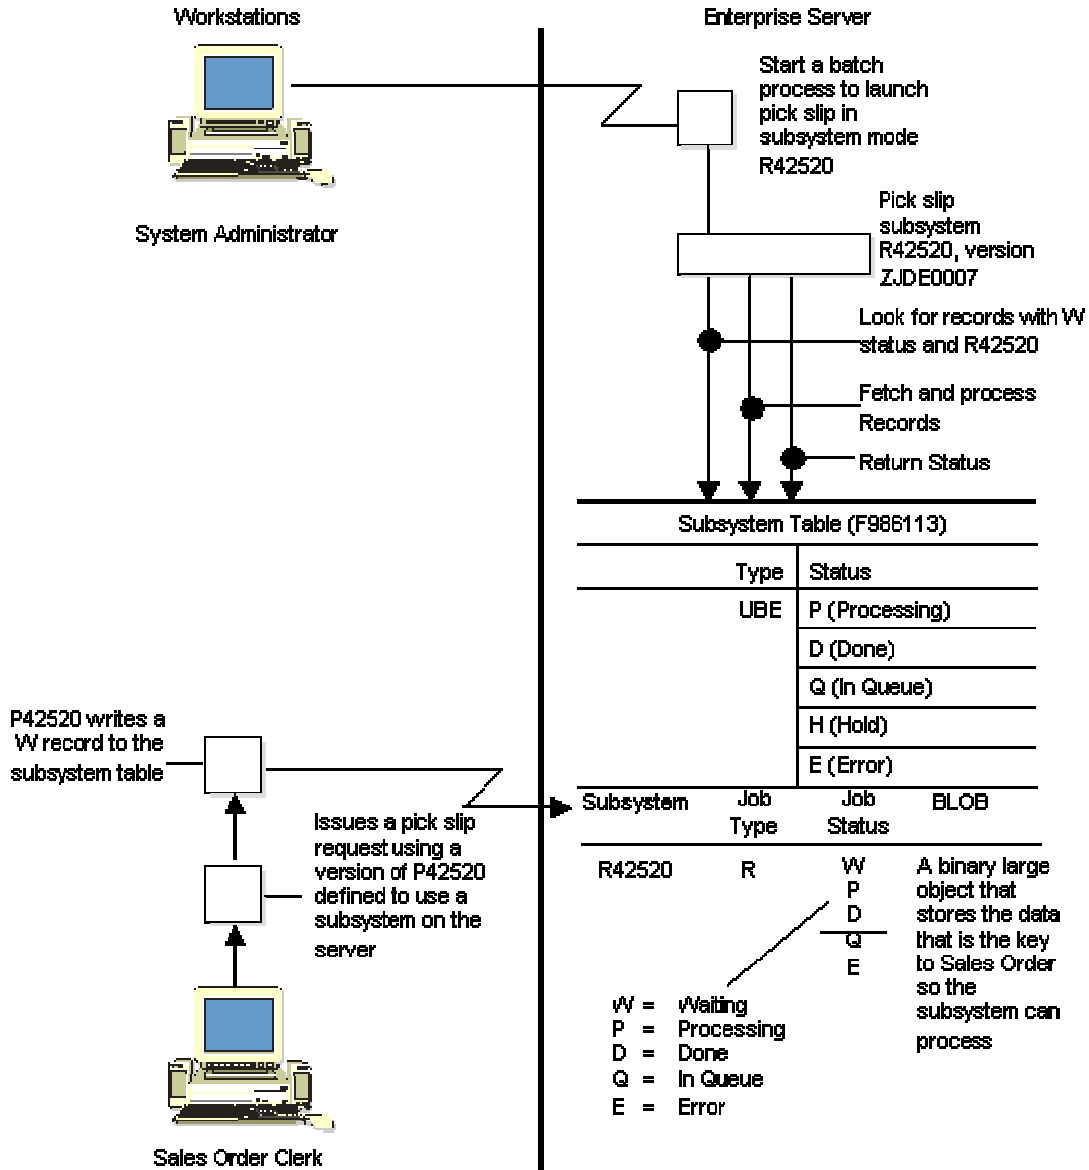 Workstations
Enterprise Server
Start a batch
process to launch
pick slip in
subsystem mode
R42520
System Administrator
Pick slip
subsystem
R42520, version
ZJDE0007
Look for records with W
status and R42520
Fetch and process
Records
Return Status
Subsystem Table (F986113)
Type
Status
UBE
P (Processing)
D (Done)
Q (In Queue)
H (Hold)
E (Error)
P42520 writes a
W record to the
subsystem table
Issues a pick slip
request using a
version of P42520
defined to use a
subsystem on the
server
Sales Order Clerk
Subsystem
Job
Type
Job
Status
BLOB
R42520
R
W
P
D
Q
E
A binary large
object that
stores the data
that is the key
to Sales Order
so the
subsystem can
process
W = Waiting
P = Processing
D = Done
Q = In Queue
E = Error